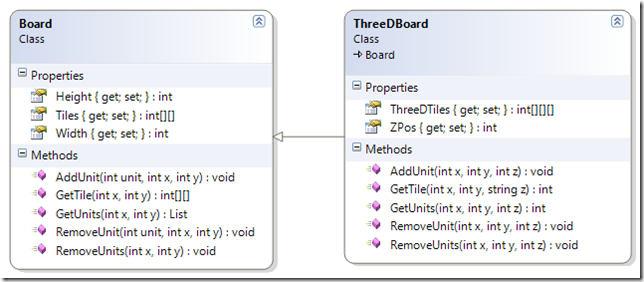 Board
Class
Properties
Height { get; set; } : int
Tiles { get; set; } : int[][]
Width { get; set; } : int
Methods
AddUnit(int unit, int x, int y) : void
GetTile(int x, int y) : int[][]
GetUnits(int x, int y) : List
RemoveUnit(int unit, int x, int y) : void
RemoveUnits(int x, int y) : void
ThreeDBoard
Class
Board
Properties
ThreeDTiles { get; set; } : int[][][]
ZPos { get; set; } : int
Methods
AddUnit(int x, int y, int z) : void
GetTile(int x, int y, string z) : int
GetUnits(int x, int y, int z) : int
RemoveUnit(int x, int y, int z) : void
RemoveUnits(int x, int y, int z) : void